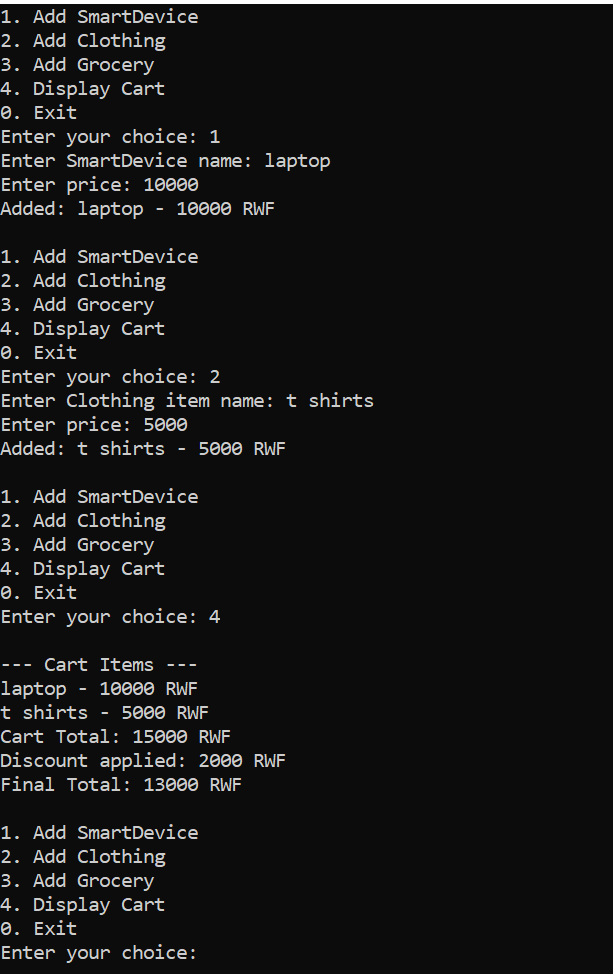 1. Add SmartDevice
2. Add Clothing
3. Add Grocery
4. Display Cart
0. Exit
Enter your choice: 1
Enter SmartDevice name: laptop
Enter price: 10000
Added: laptop - 10000 RWF
1. Add SmartDevice
2. Add Clothing
3. Add Grocery
4. Display Cart
0. Exit
Enter your choice: 2
Enter Clothing item name: t shirts
Enter price: 5000
Added: t shirts - 5000 RWF
1. Add SmartDevice
2. Add Clothing
3. Add Grocery
4. Display Cart
0. Exit
Enter your choice: 4
--- Cart Items ---
laptop - 10000 RWF
t shirts - 5000 RWF
Cart Total: 15000 RWF
Discount applied: 2000 RWF
Final Total: 13000 RWF
1. Add SmartDevice
2. Add Clothing
3. Add Grocery
4. Display Cart
0. Exit
Enter your choice: